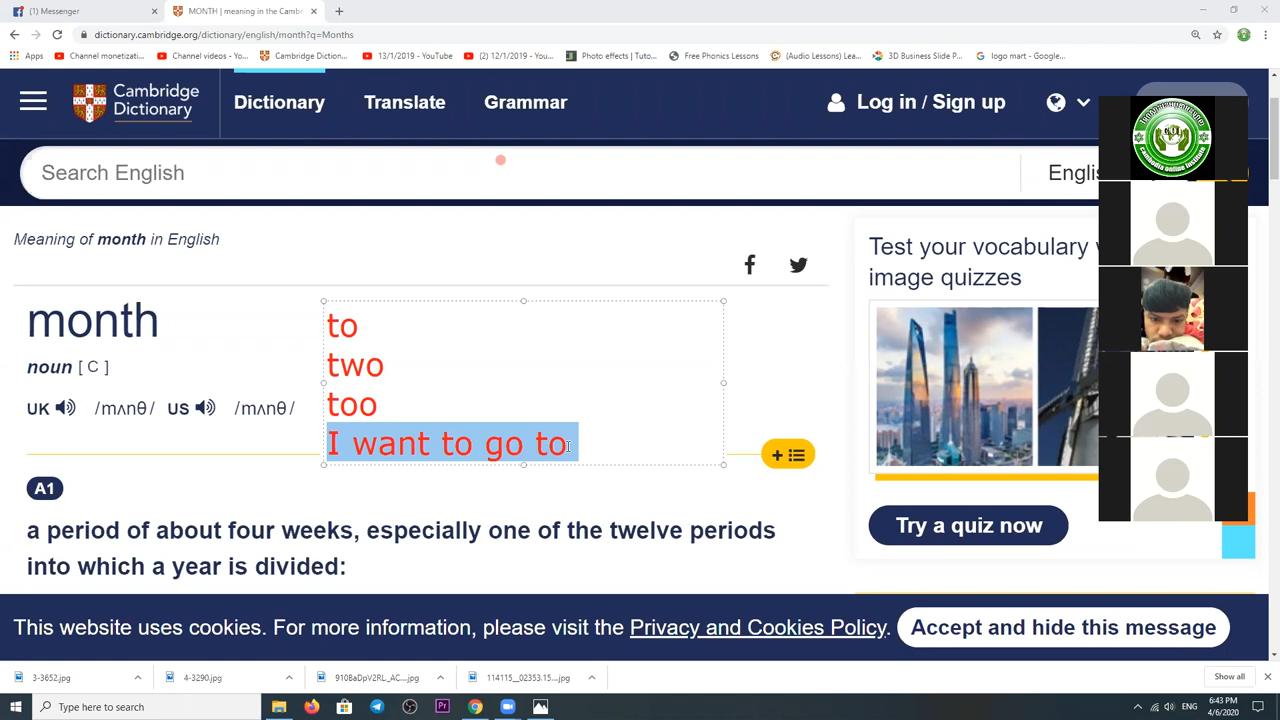 (1) Messenger
MONTH | meaning in the Camb
dictionary.cambridge.org/dictionary/english/month?q=Months
Apps
Channel monetizati...
Channel videos - Yo...
Cambridge Diction...
13/1/2019 - YouTube
(2) 12/1/2019 - YouT...
Photo effects | Tuto...
Free Phonics Lessons
(Audio Lessons) Lea...
3D Business Slide P...
logo mart - Google...
Cambridge
Dictionary
Dictionary
Translate
Grammar
Log in / Sign up
Search English
Englis
Meaning of month in English
month
noun [ C ]
UK /mʌnθ/ US /mʌnθ/
to
two
too
I want to go to
A1
a period of about four weeks, especially one of the twelve periods
into which a year is divided:
Test your vocabulary
image quizzes
Try a quiz now
This website uses cookies. For more information, please visit the Privacy and Cookies Policy.
Accept and hide this message
3-3652.jpg
4-3290.jpg
910BaDpV2RL_AC....jpg
114115__02353.15....jpg
Show all
Type here to search
ENG
6:43 PM
4/6/2020